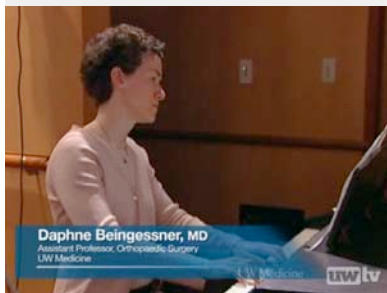 Daphne Beingessner, MD
Assistant Professor, Orthopaedic Surgery
UW Medicine
UW Medicine
uwtv